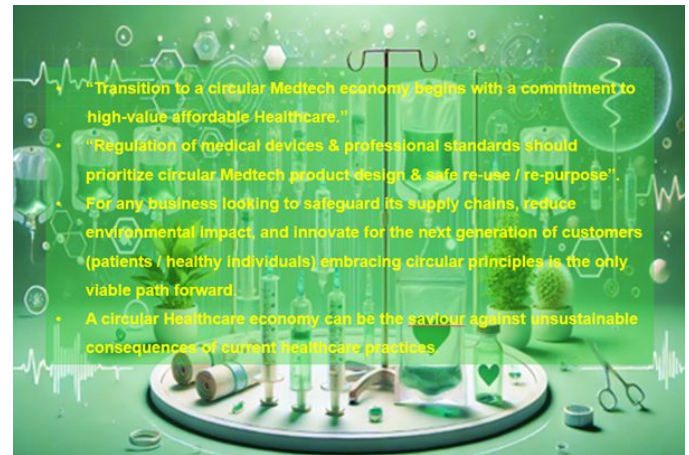 • “Transition to a circular Medtech economy begins with a commitment to
high-value affordable Healthcare.”
• “Regulation of medical devices & professional standards should
prioritize circular Medtech product design & safe re-use / re-purpose”.
• For any business looking to safeguard its supply chains, reduce
environmental impact, and innovate for the next generation of customers
(patients / healthy individuals) embracing circular principles is the only
viable path forward.
• A circular Healthcare economy can be the saviour against unsustainable
consequences of current healthcare practices.